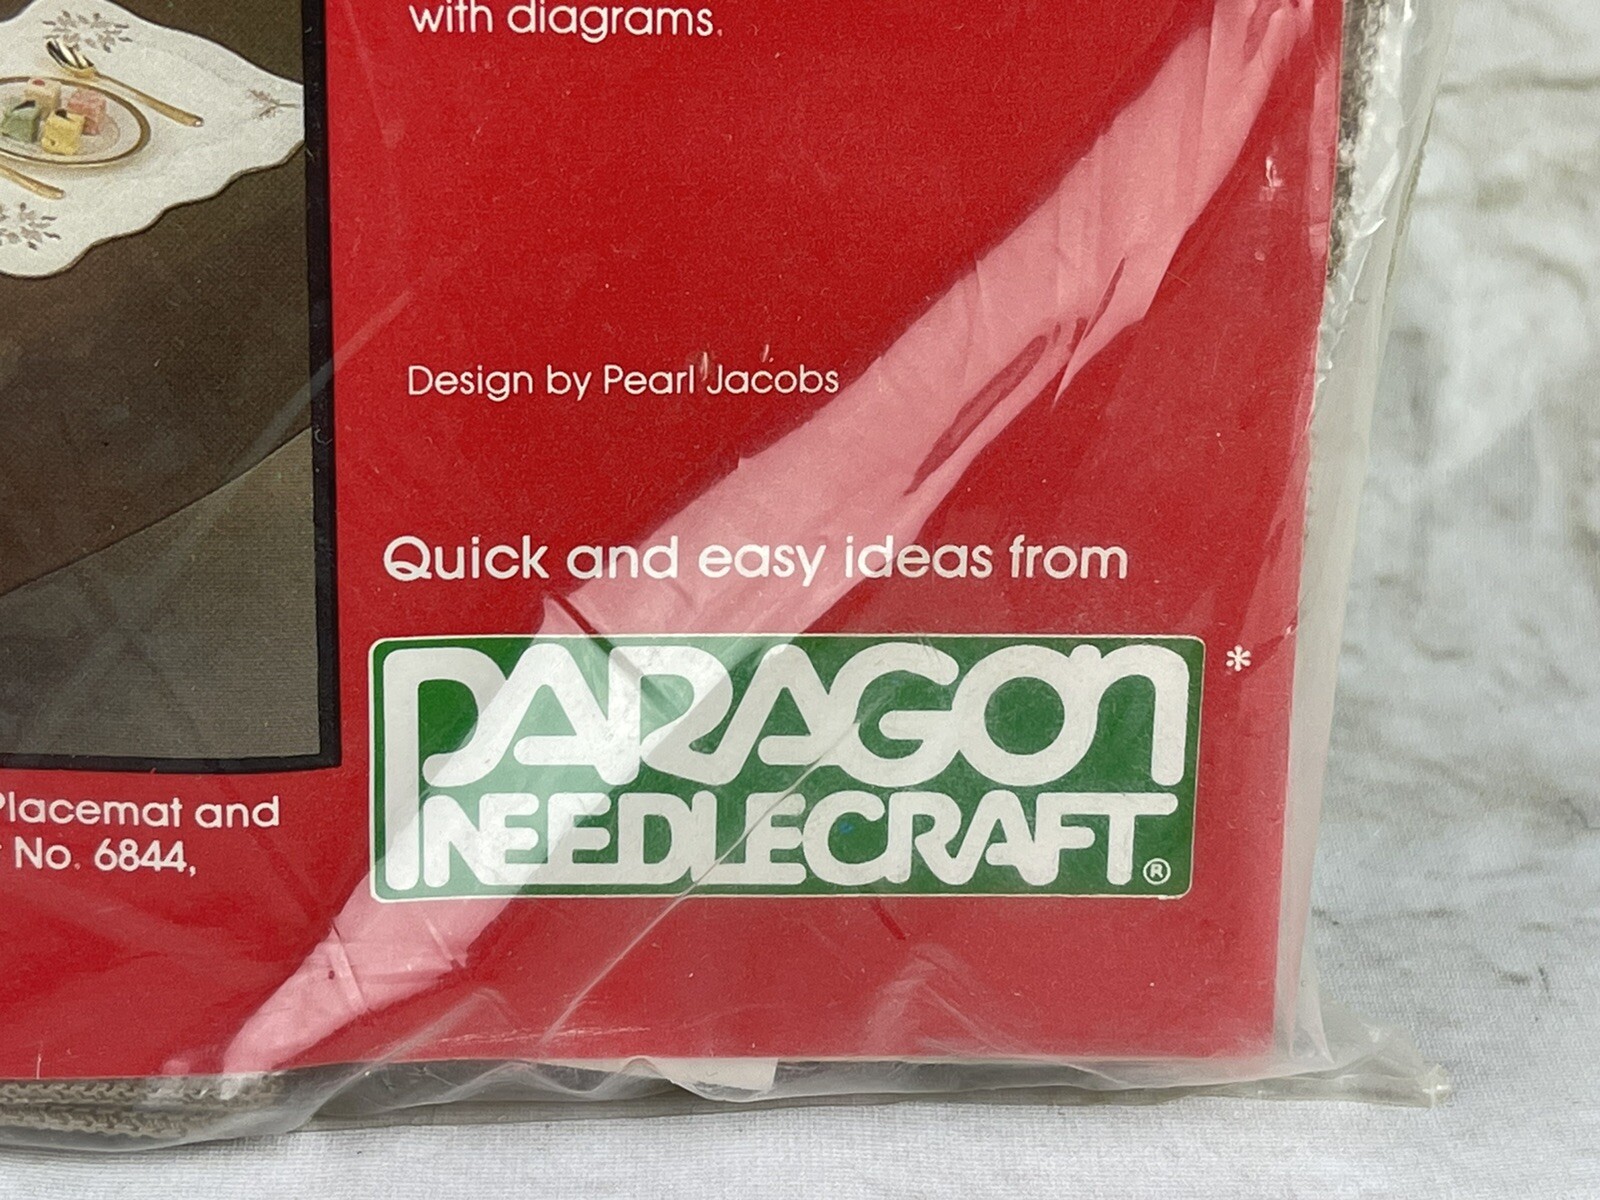 with diagrams.
Design by Pearl Jacobs
Quick and easy ideas from
PARAGON *
NEEDLECRAFT ®
Placemat and
No. 6844,